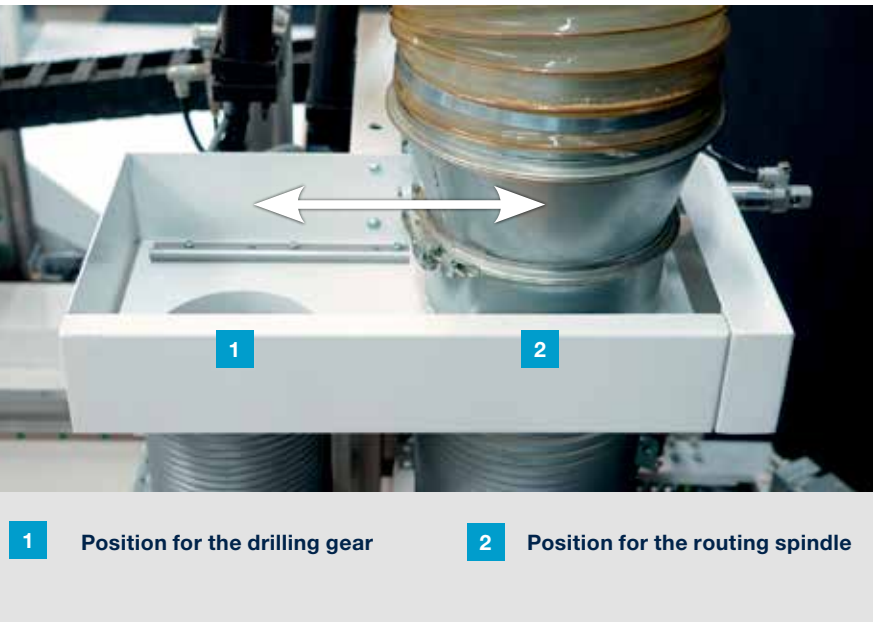 1
2
1 Position for the drilling gear
2 Position for the routing spindle